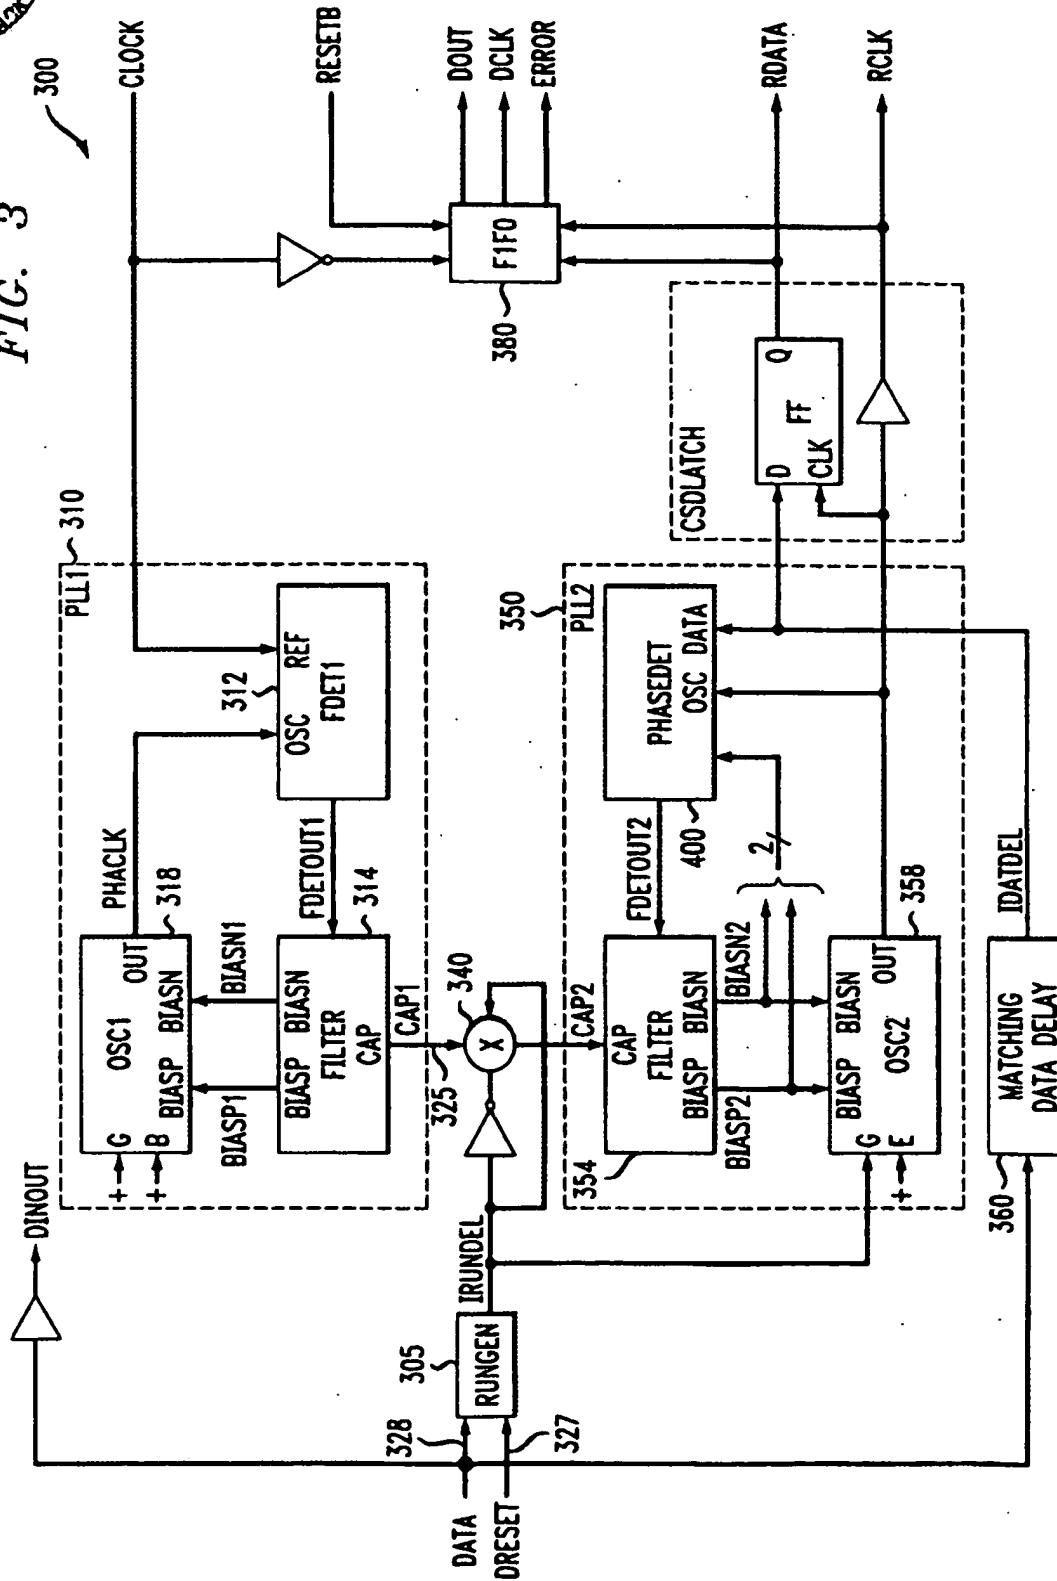 FIG. 3
300
CLOCK
RESETB
DOUT
DCLK
ERROR
RDATA
RCLK
F1F0
380
CSDLATCH
D
Q
FF
CLK
PLL1
310
PHACLK
312
OSC
REF
FDET1
FDETOUT1
OSC1
OUT
318
G
B
BIASP
BIASN
BIASP1
BIASN1
+
+
314
BIASP
BIASN
FILTER
CAP
CAP1
325
340
X
CAP2
350
PLL2
PHASEDET
OSC
DATA
400
FDETOUT2
2
CAP
FILTER
BIASP
BIASN
354
BIASP2
BIASN2
BIASP
BIASN
OSC2
OUT
358
G
E
+
IDATDEL
MATCHING
DATA DELAY
360
DINOUT
IRUNDEL
305
RUNGEN
328
327
DATA
DRESET